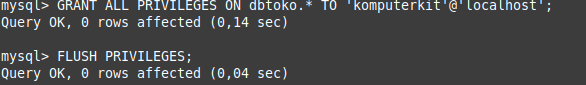 mysql> GRANT ALL PRIVILEGES ON dbtoko.* TO 'komputerkit'@'localhost';
Query OK, 0 rows affected (0,14 sec)
mysql> FLUSH PRIVILEGES;
Query OK, 0 rows affected (0,04 sec)